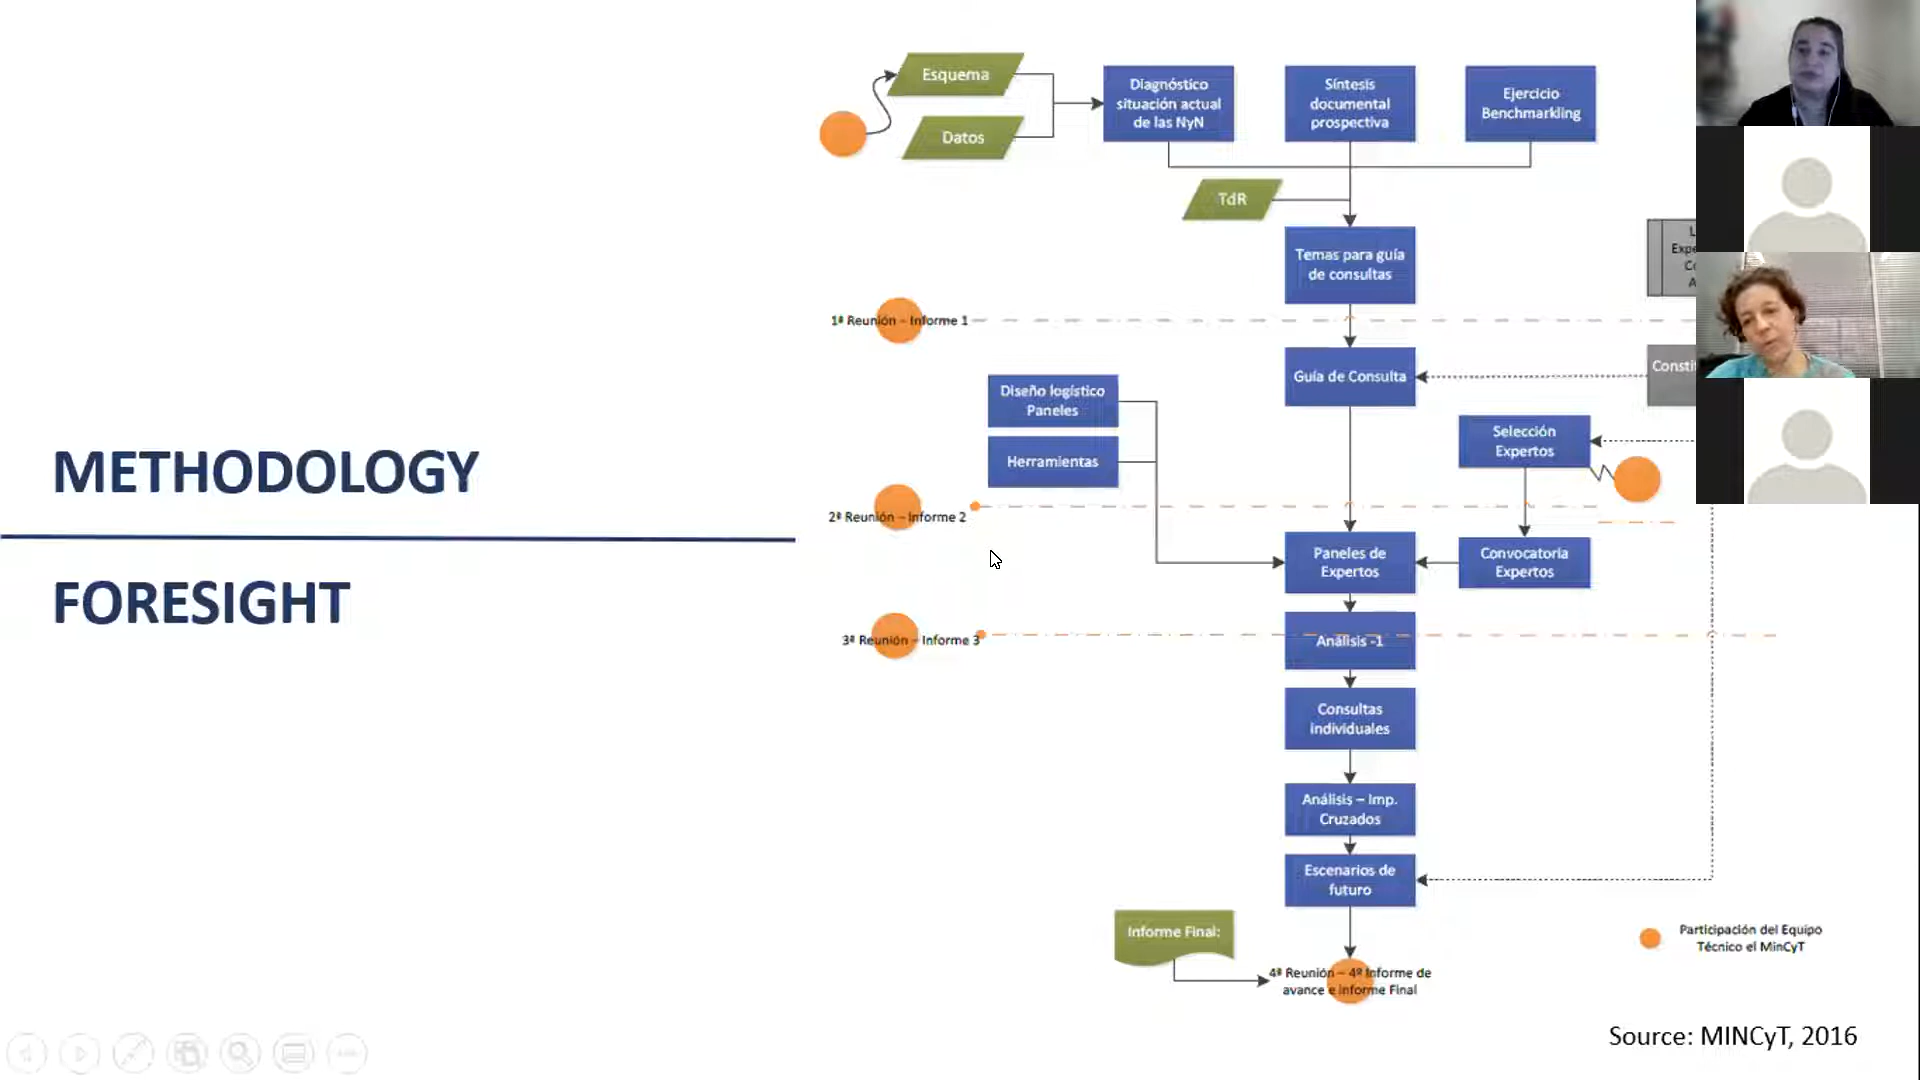 METHODOLOGY
FORESIGHT
Esquema
Datos
Diagnóstico
situación actual
de las NyN
Síntesis
documental
prospectiva
Ejercicio
Benchmarkling
TdR
Temas para guía
de consultas
1ª Reunión – Informe 1
Guía de Consulta
Diseño logístico
Paneles
Herramientas
Selección
Expertos
2ª Reunión – Informe 2
Paneles de
Expertos
Convocatoria
Expertos
3ª Reunión – Informe 3
Análisis -1
Consultas
individuales
Análisis – Imp.
Cruzados
Escenarios de
futuro
Informe Final:
4ª Reunión – 4º Informe de
avance e Informe Final
Participación del Equipo
Técnico el MinCyT
Source: MINCyT, 2016